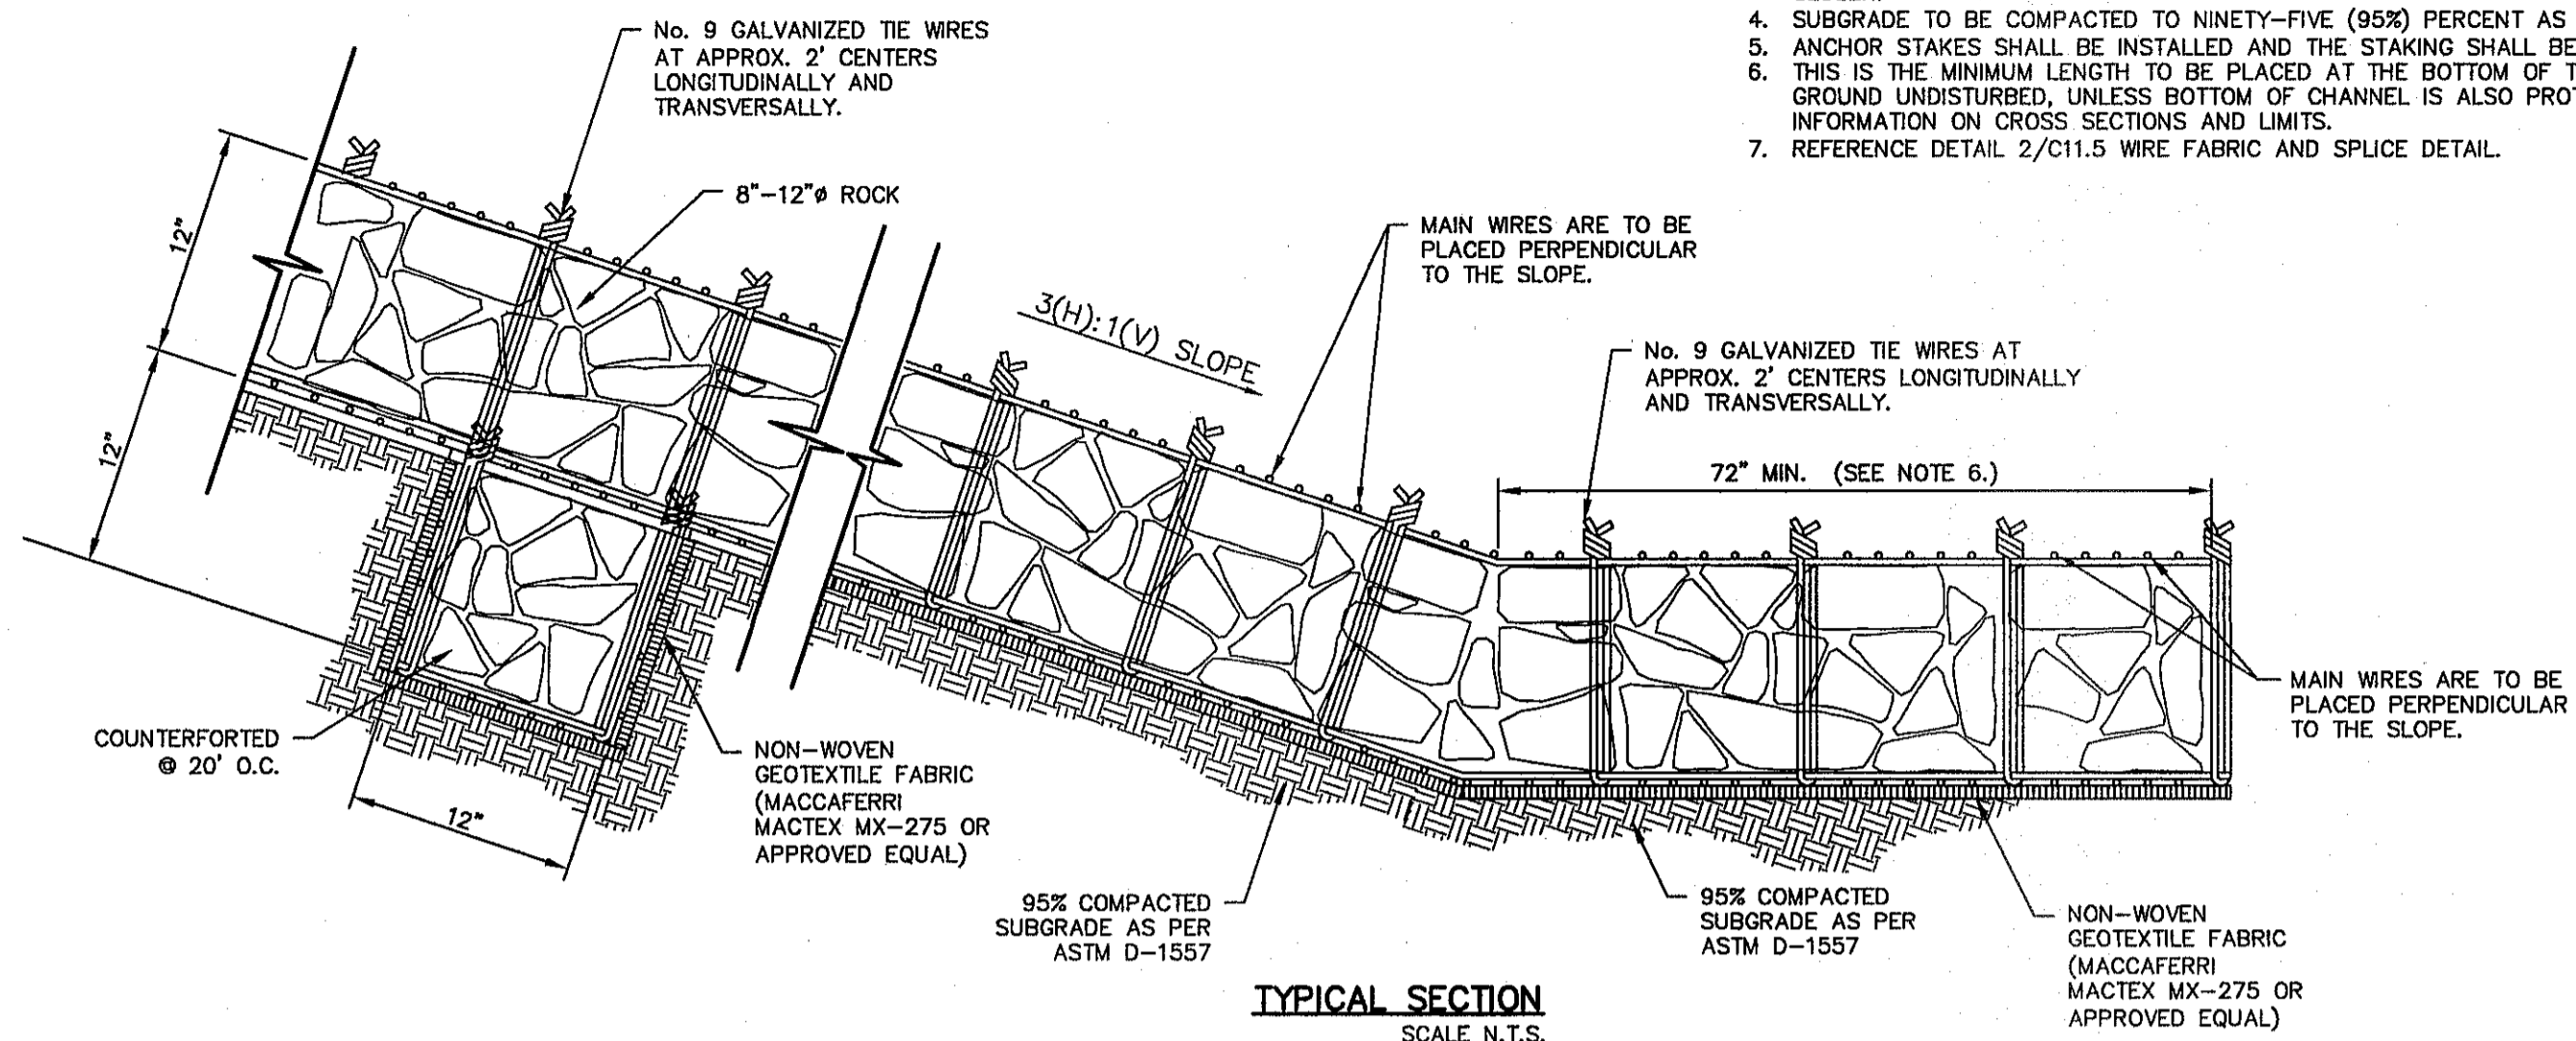 4. SUBGRADE TO BE COMPACTED TO NINETY-FIVE (95%) PERCENT AS
5. ANCHOR STAKES SHALL BE INSTALLED AND THE STAKING SHALL BE
6. THIS IS THE MINIMUM LENGTH TO BE PLACED AT THE BOTTOM OF
GROUND UNDISTURBED, UNLESS BOTTOM OF CHANNEL IS ALSO
INFORMATION ON CROSS SECTIONS AND LIMITS.
7. REFERENCE DETAIL 2/C11.5 WIRE FABRIC AND SPLICE DETAIL.
No. 9 GALVANIZED TIE WIRES
AT APPROX. 2' CENTERS
LONGITUDINALLY AND
TRANSVERSALLY.
8"-12"ø ROCK
12"
12"
MAIN WIRES ARE TO BE
PLACED PERPENDICULAR
TO THE SLOPE.
3(H):1(V) SLOPE
No. 9 GALVANIZED TIE WIRES AT
APPROX. 2' CENTERS LONGITUDINALLY
AND TRANSVERSALLY.
72" MIN. (SEE NOTE 6.)
MAIN WIRES ARE TO BE
PLACED PERPENDICULAR
TO THE SLOPE.
COUNTERFORTED
@ 20' O.C.
12"
NON-WOVEN
GEOTEXTILE FABRIC
(MACCAFERRI
MACTEX MX-275 OR
APPROVED EQUAL)
95% COMPACTED
SUBGRADE AS PER
ASTM D-1557
95% COMPACTED
SUBGRADE AS PER
ASTM D-1557
NON-WOVEN
GEOTEXTILE FABRIC
(MACCAFERRI
MACTEX MX-275 OR
APPROVED EQUAL)
TYPICAL SECTION
SCALE N.T.S.